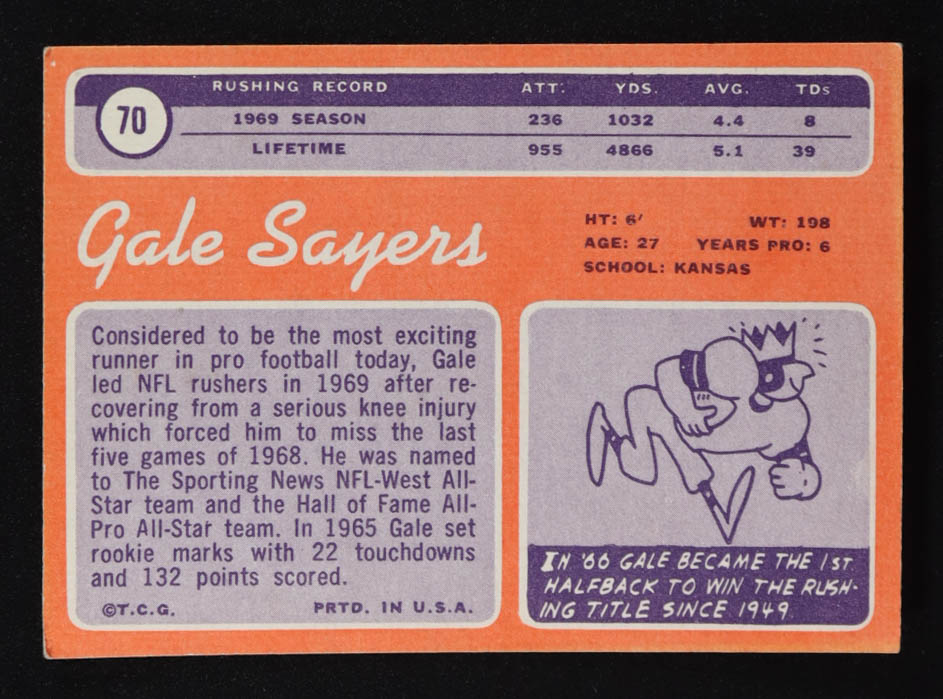 70
RUSHING RECORD ATT. YDS. AVG. TDs
1969 SEASON 236 1032 4.4 8
LIFETIME 955 4866 5.1 39
Gale Sayers
HT: 6' WT: 198
AGE: 27 YEARS PRO: 6
SCHOOL: KANSAS
Considered to be the most exciting
runner in pro football today, Gale
led NFL rushers in 1969 after re-
covering from a serious knee injury
which forced him to miss the last
five games of 1968. He was named
to The Sporting News NFL-West All-
Star team and the Hall of Fame All-
Pro All-Star team. In 1965 Gale set
rookie marks with 22 touchdowns
and 132 points scored.
©T.C.G. PRTD. IN U.S.A.
IN '66 GALE BECAME THE 1ST
HALFBACK TO WIN THE RUSH-
ING TITLE SINCE 1949